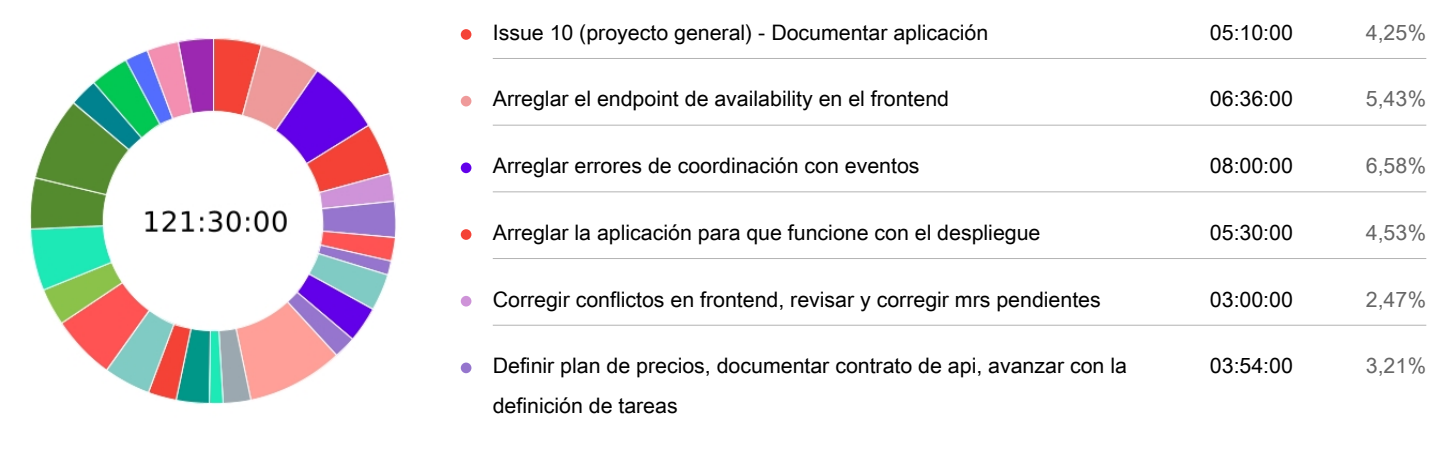 121:30:00
Issue 10 (proyecto general) - Documentar aplicación 05:10:00 4,25%
Arreglar el endpoint de availability en el frontend 06:36:00 5,43%
Arreglar errores de coordinación con eventos 08:00:00 6,58%
Arreglar la aplicación para que funcione con el despliegue 05:30:00 4,53%
Corregir conflictos en frontend, revisar y corregir mrs pendientes 03:00:00 2,47%
Definir plan de precios, documentar contrato de api, avanzar con la 03:54:00 3,21%
definición de tareas